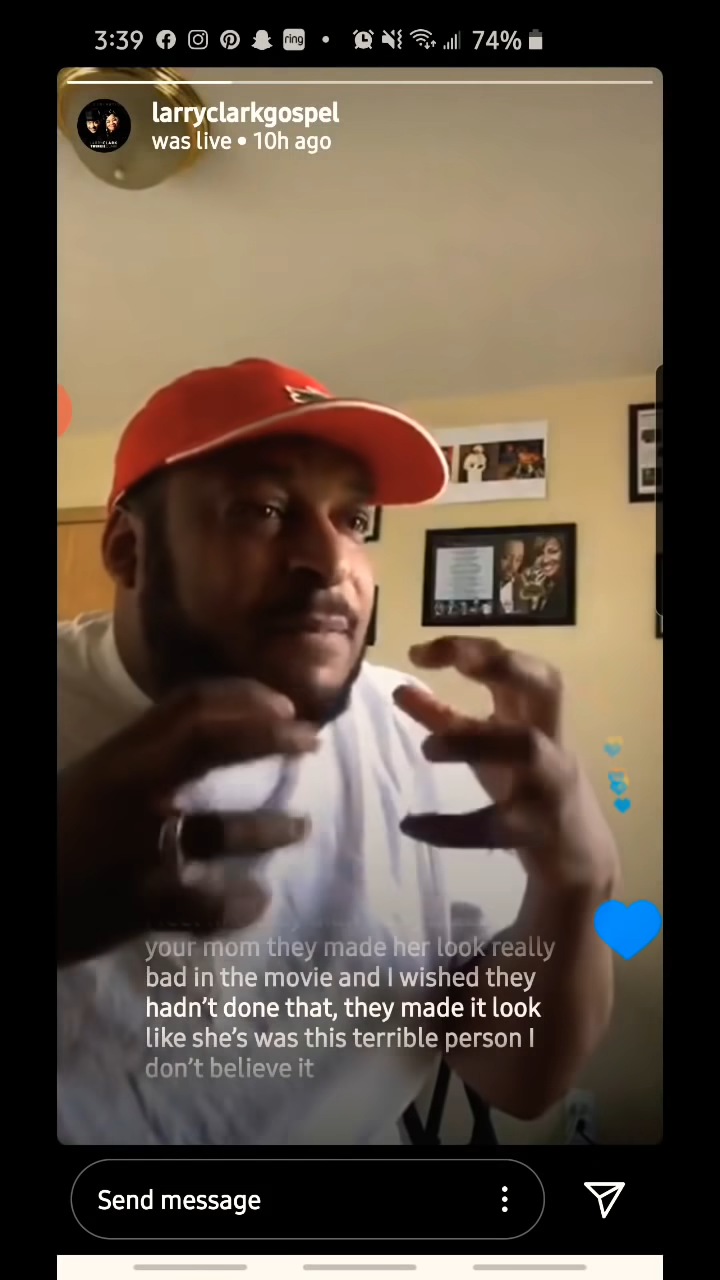 3:39
ring
74%
larryclarkgospel
was live • 10h ago
your mom they made her look really
bad in the movie and I wished they
hadn't done that, they made it look
like she's was this terrible person I
don't believe it
Send message